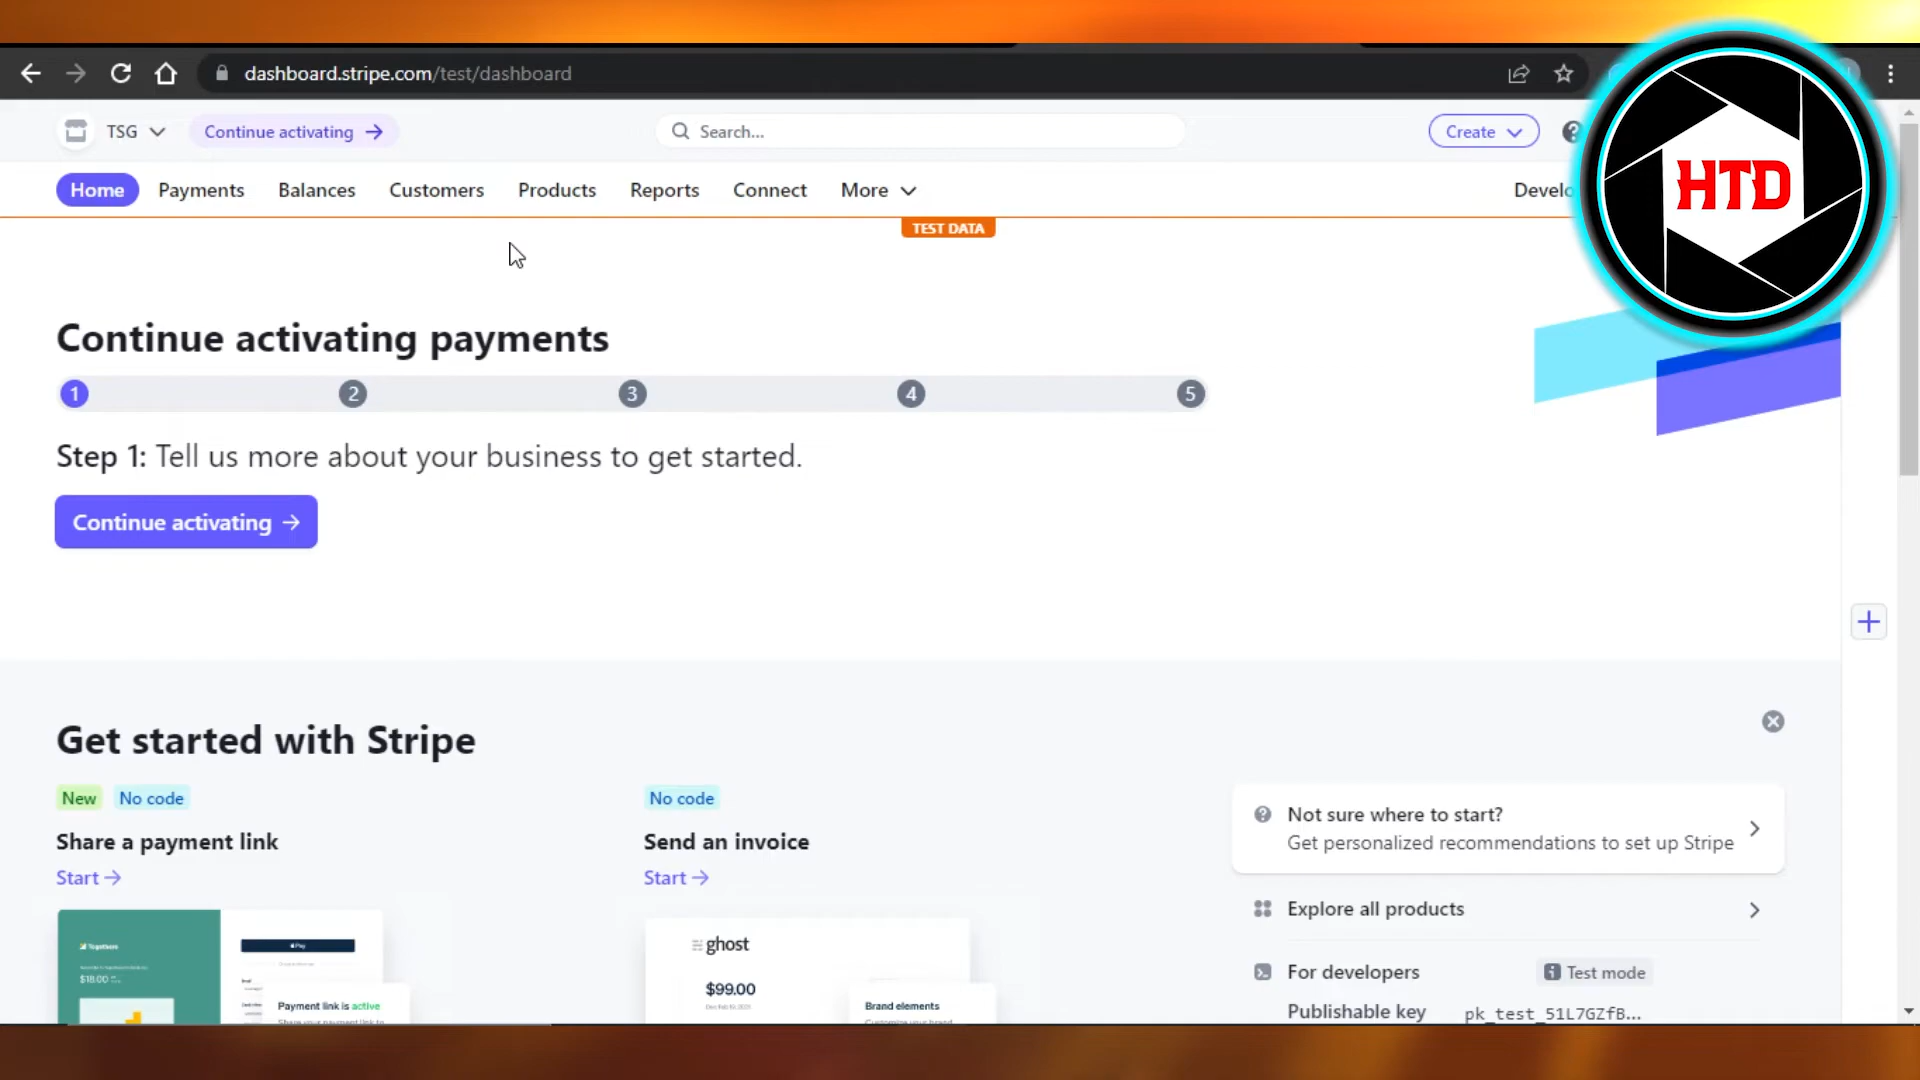 dashboard.stripe.com/test/dashboard
TSG
Continue activating →
Search...
Create
HTD
Home
Payments
Balances
Customers
Products
Reports
Connect
More
Develo
TEST DATA
Continue activating payments
1
2
3
4
5
Step 1: Tell us more about your business to get started.
Continue activating →
Get started with Stripe
New
No code
Share a payment link
Start →
No code
Send an invoice
Start →
Not sure where to start?
Get personalized recommendations to set up Stripe
Explore all products
For developers
Test mode
Publishable key
pk_test_51L7GZfB...
$18.00
Pay
Payment link is active
ghost
$99.00
Brand elements